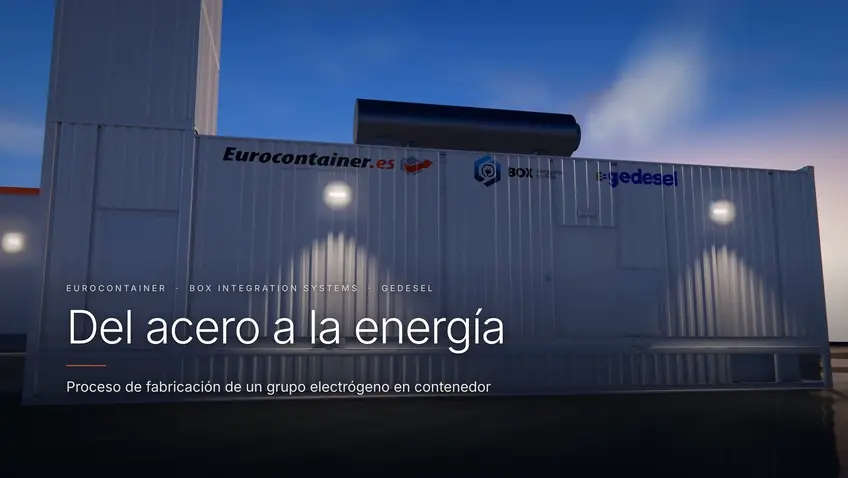 Eurocontainer.es
BOX
gedesel
EUROCONTAINER · BOX INTEGRATION SYSTEMS · GEDESEL
Del acero a la energía
Proceso de fabricación de un grupo electrógeno en contenedor